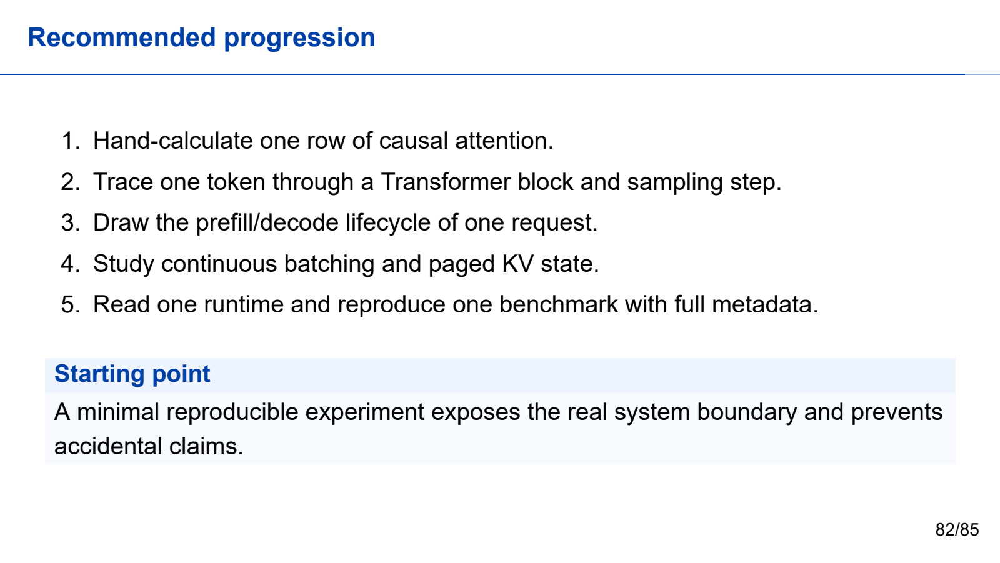 Recommended progression
1. Hand-calculate one row of causal attention.
2. Trace one token through a Transformer block and sampling step.
3. Draw the prefill/decode lifecycle of one request.
4. Study continuous batching and paged KV state.
5. Read one runtime and reproduce one benchmark with full metadata.
Starting point
A minimal reproducible experiment exposes the real system boundary and prevents
accidental claims.
82/85